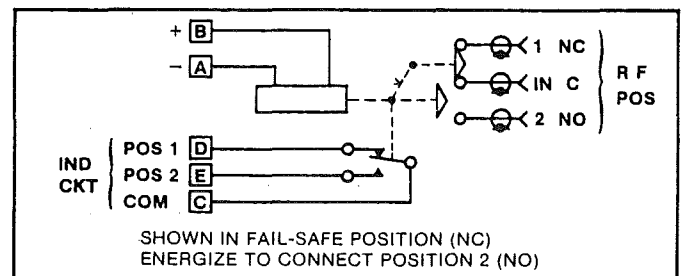 + B
− A
1 NC
IN C
2 NO
R F
POS
IND
CKT
POS 1 D
POS 2 E
COM C
SHOWN IN FAIL-SAFE POSITION (NC)
ENERGIZE TO CONNECT POSITION 2 (NO)